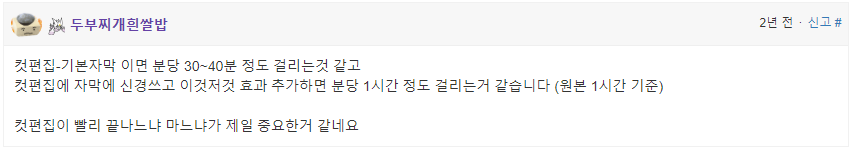 두부찌개흰쌀밥
2년 전 · 신고 #
컷편집-기본자막 이면 분당 30~40분 정도 걸리는것 같고
컷편집에 자막에 신경쓰고 이것저것 효과 추가하면 분당 1시간 정도 걸리는거 같습니다 (원본 1시간 기준)
컷편집이 빨리 끝나느냐 마느냐가 제일 중요한거 같네요